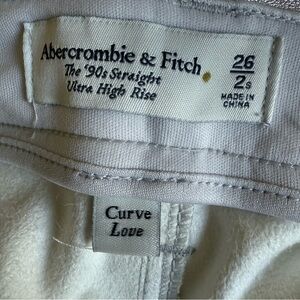 Abercrombie & Fitch
The '90s Straight
Ultra High Rise
26
2s
MADE IN
CHINA
Curve
Love